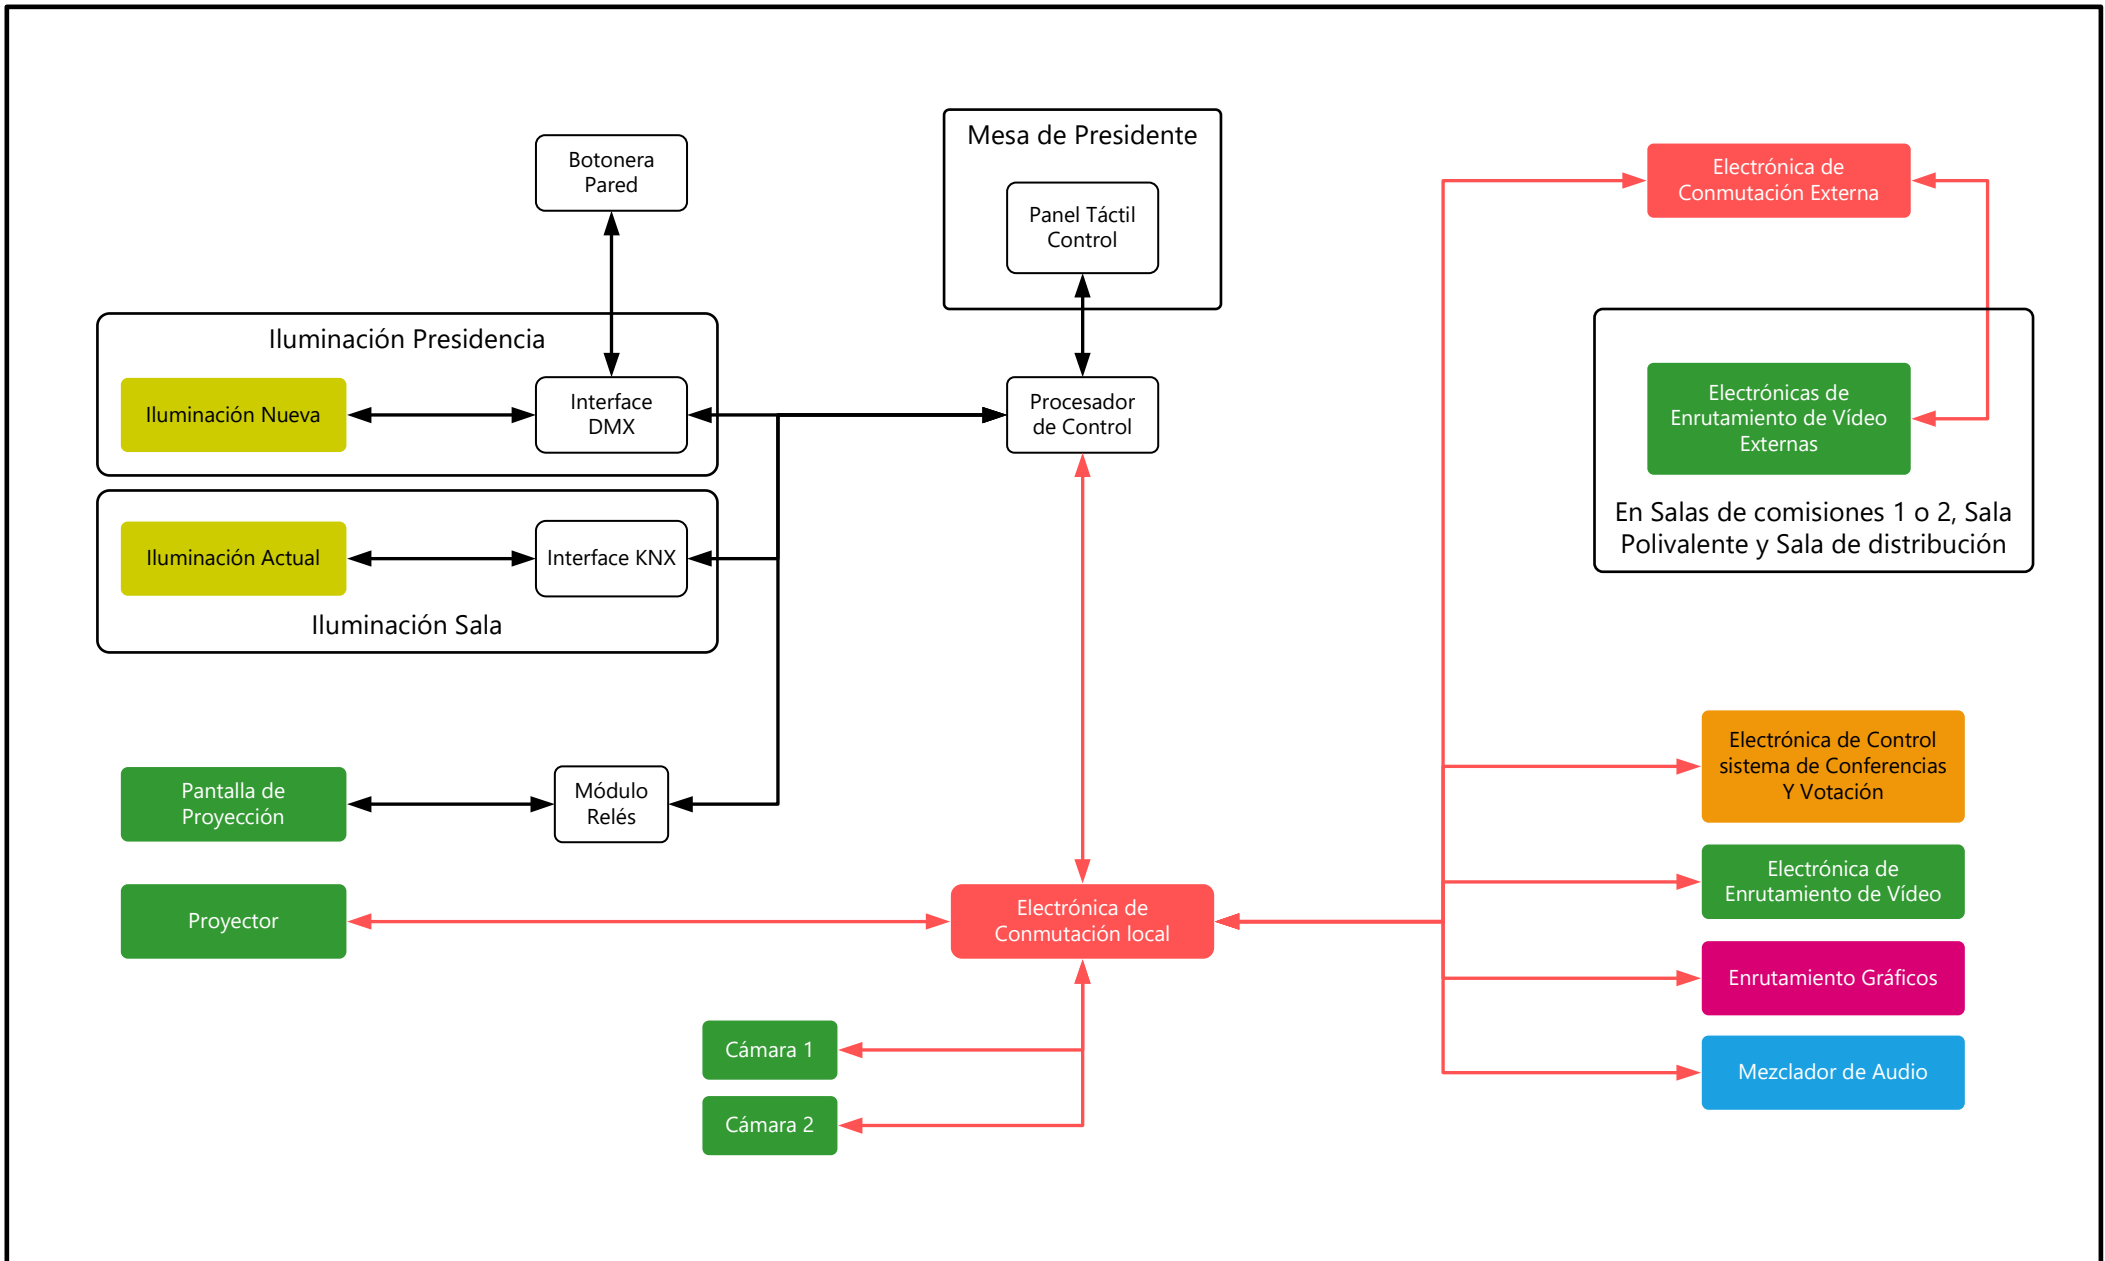 Botonera
Pared
Mesa de Presidente
Panel Táctil
Control
Electrónica de
Conmutación Externa
Iluminación Presidencia
Iluminación Nueva
Interface
DMX
Procesador
de Control
Electrónicas de
Enrutamiento de Vídeo
Externas
En Salas de comisiones 1 o 2, Sala
Polivalente y Sala de distribución
Iluminación Actual
Interface KNX
Iluminación Sala
Pantalla de
Proyección
Módulo
Relés
Electrónica de Control
sistema de Conferencias
Y Votación
Proyector
Electrónica de
Conmutación local
Electrónica de
Enrutamiento de Vídeo
Enrutamiento Gráficos
Cámara 1
Mezclador de Audio
Cámara 2